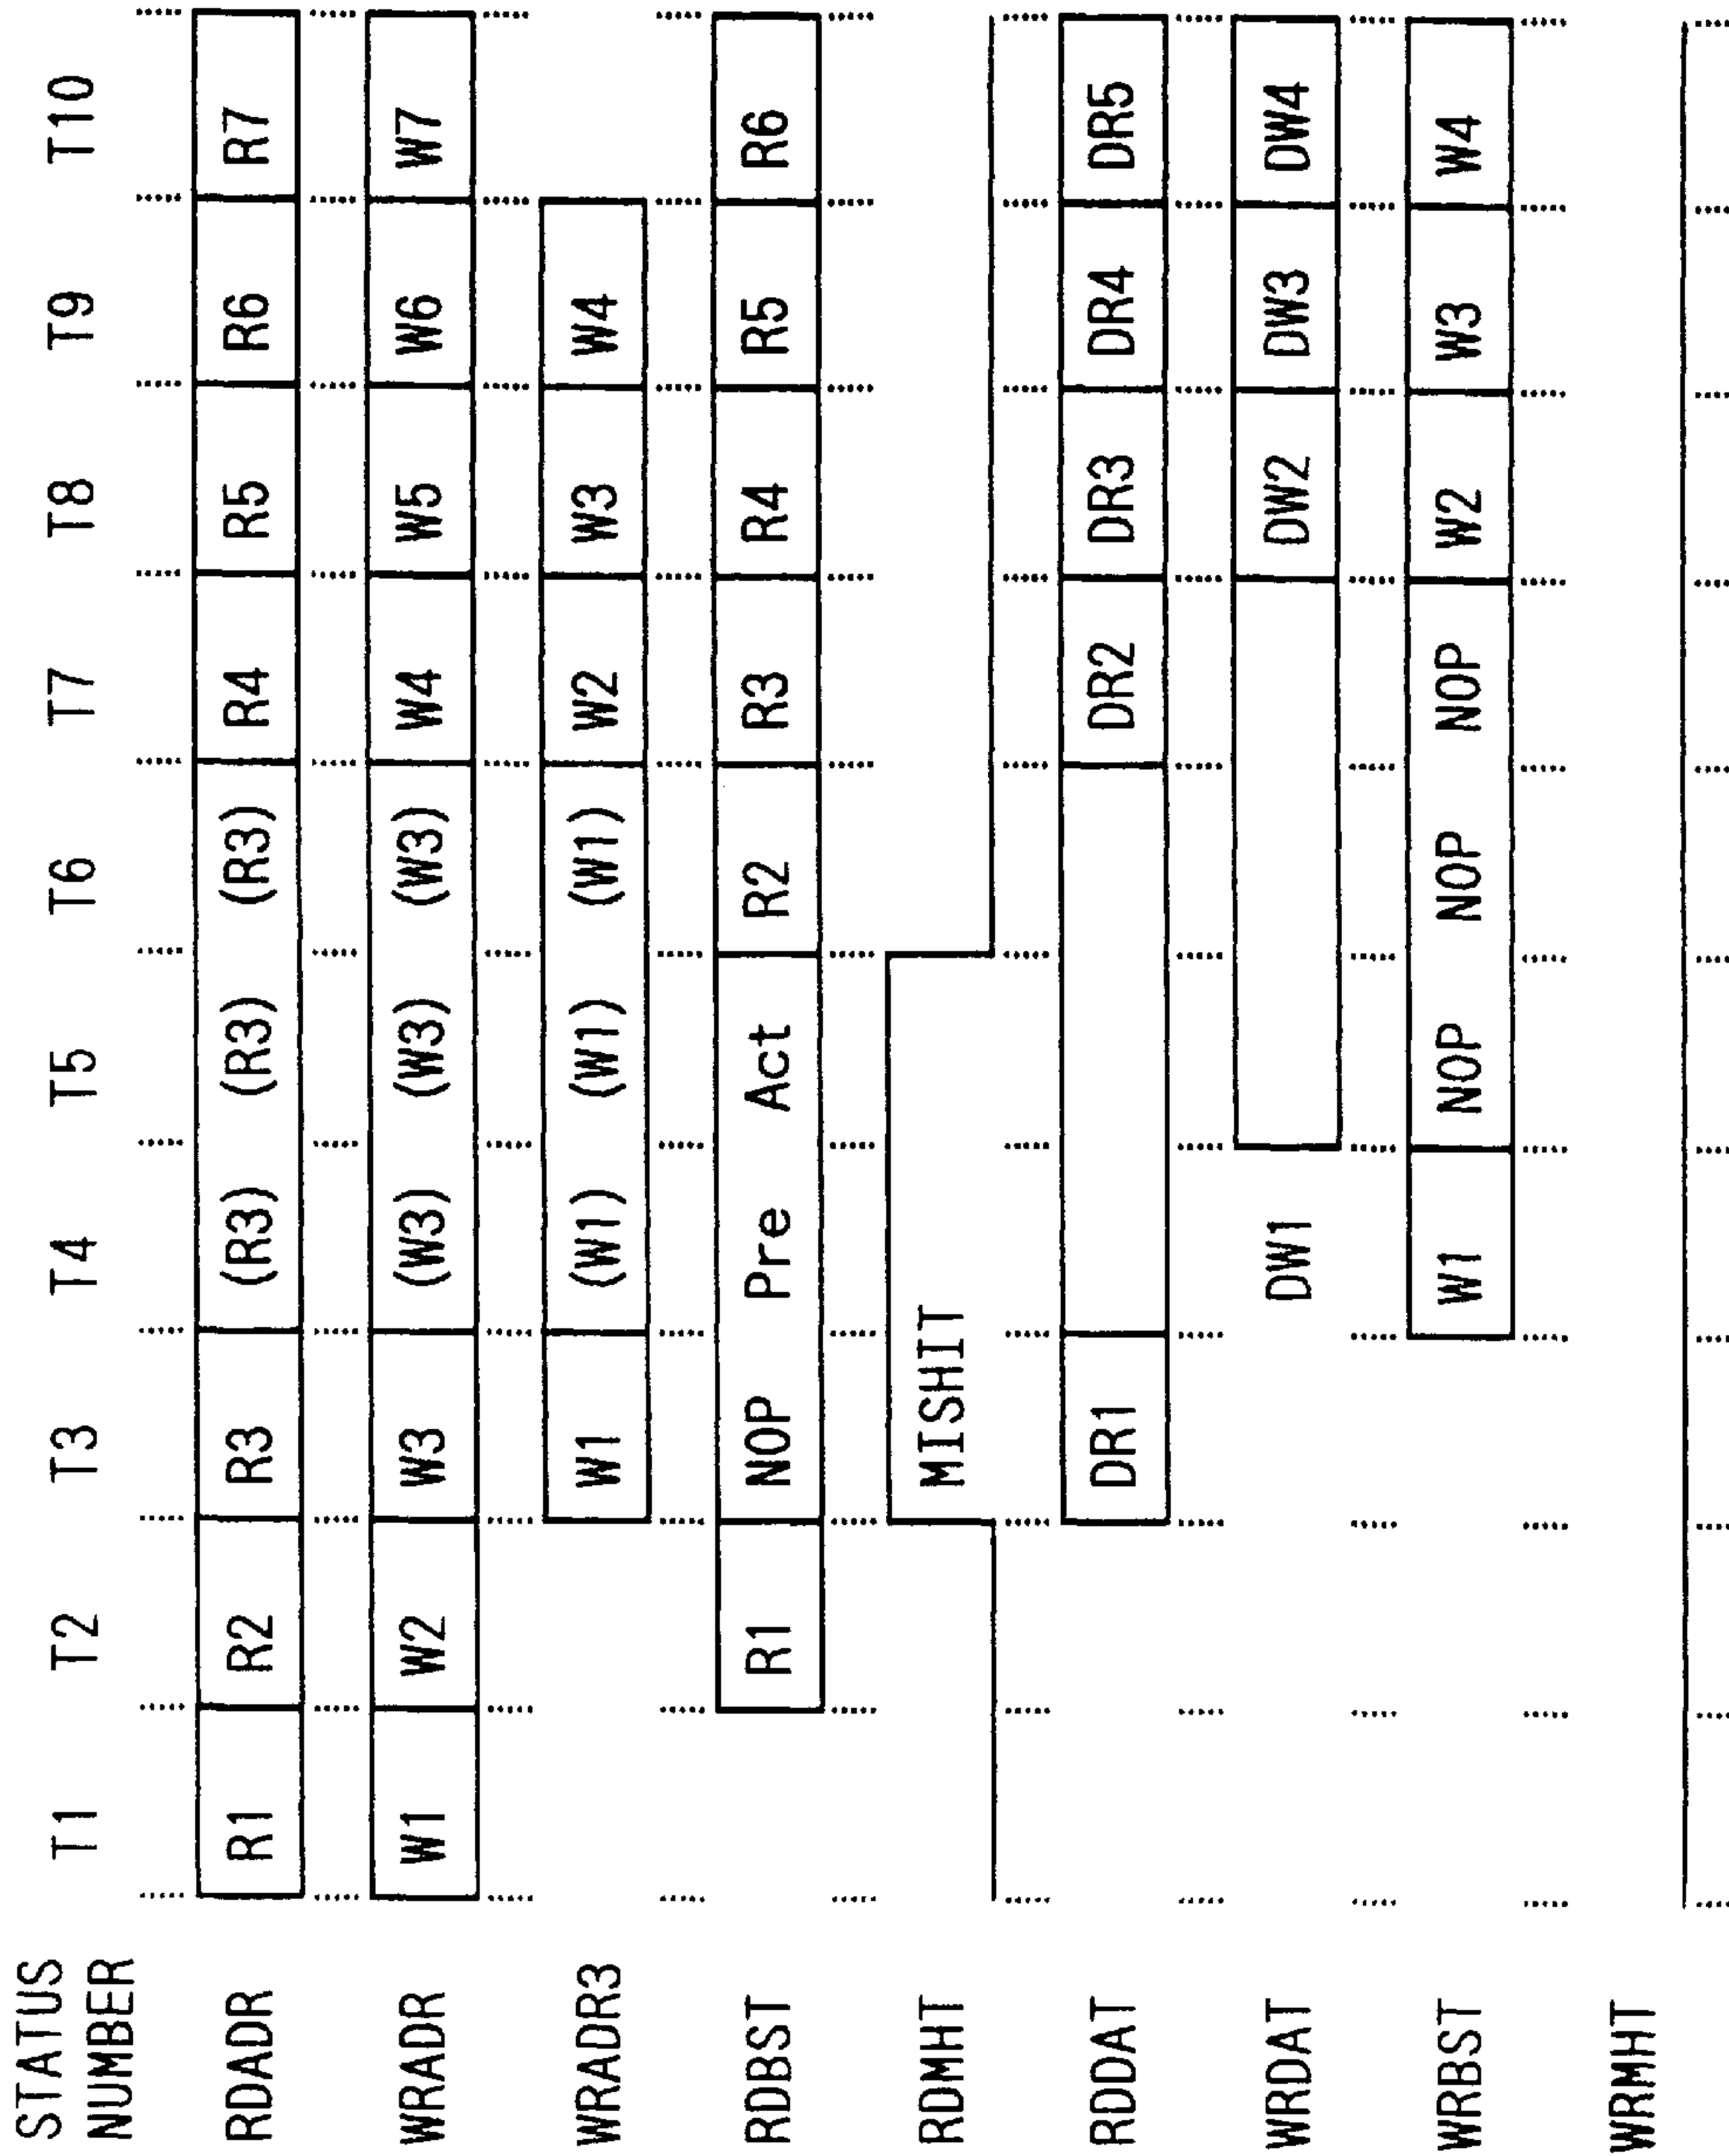 STATUS NUMBER T1 T2 T3 T4 T5 T6 T7 T8 T9 T10
RDADR R1 R2 R3 (R3) (R3) (R3) R4 R5 R6 R7
WRADR W1 W2 W3 (W3) (W3) (W3) W4 W5 W6 W7
WRADR3 W1 (W1) (W1) (W1) W2 W3 W4
RDBST R1 NOP Pre Act R2 R3 R4 R5 R6
RDMHT MISHIT
RDDAT DR1 DR2 DR3 DR4 DR5
WRDAT DW1 DW2 DW3 DW4
WRBST W1 NOP NOP NOP W2 W3 W4
WRMHT